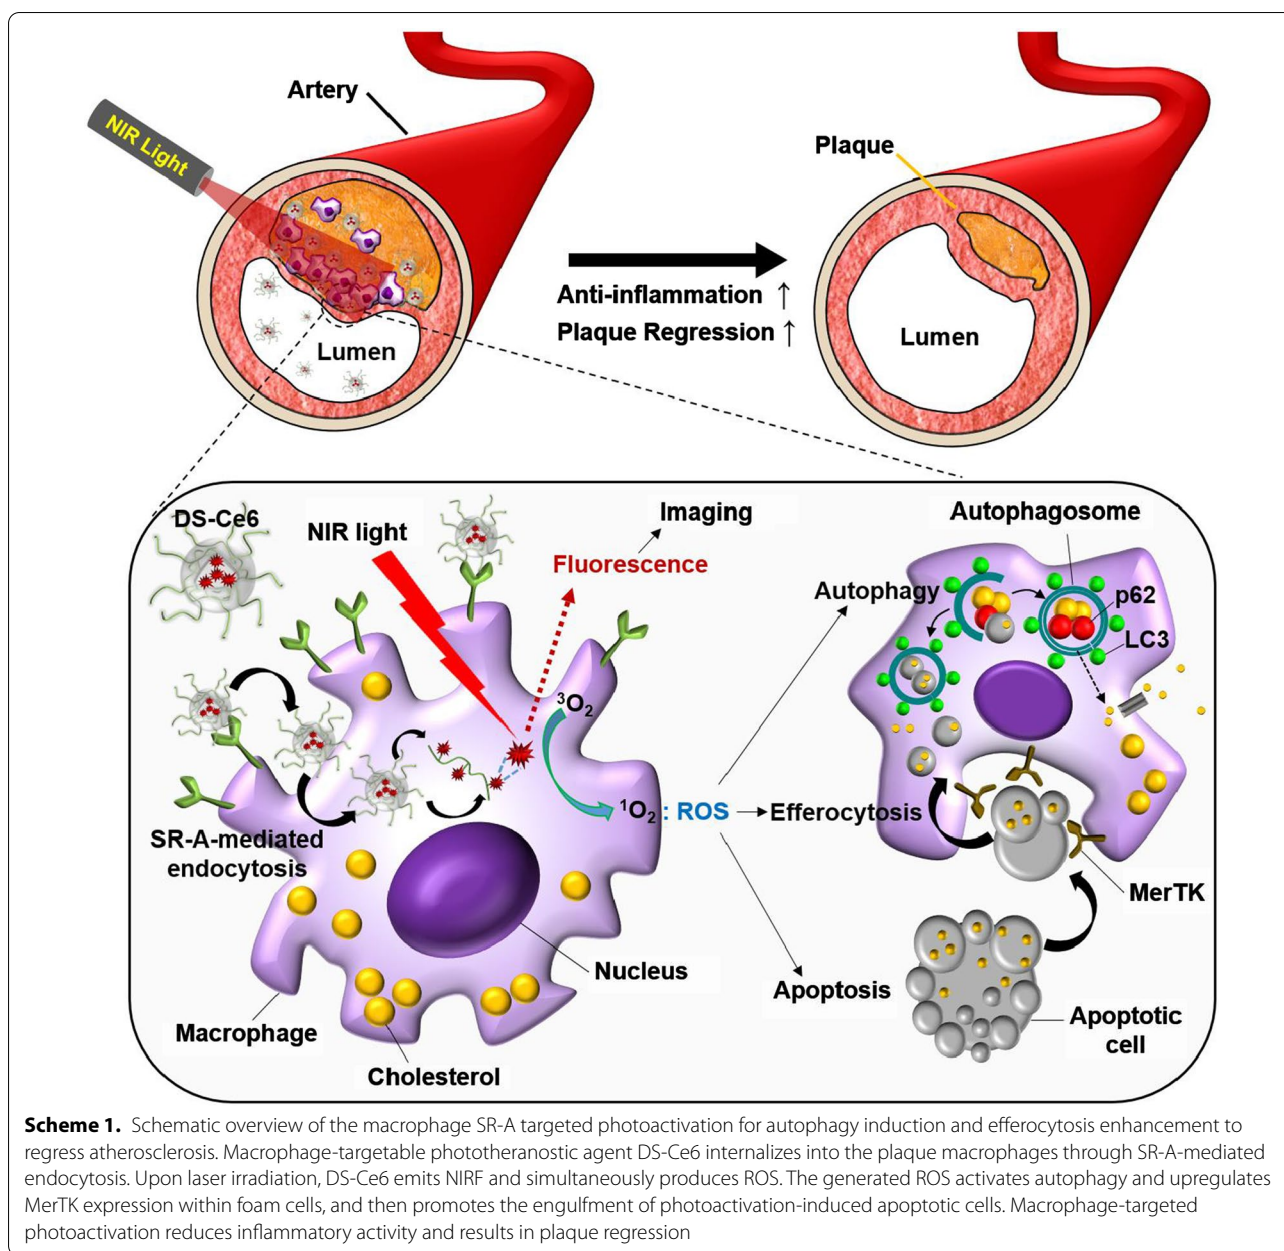 Artery
NIR Light
Plaque
Anti-inflammation ↑
Plaque Regression ↑
Lumen
Lumen
DS-Ce6
NIR light
Imaging
Fluorescence
Autophagosome
Autophagy
p62
LC3
³O₂
¹O₂ : ROS
Efferocytosis
SR-A-mediated
endocytosis
MerTK
Nucleus
Apoptosis
Macrophage
Apoptotic
cell
Cholesterol
Scheme 1. Schematic overview of the macrophage SR-A targeted photoactivation for autophagy induction and efferocytosis enhancement to
regress atherosclerosis. Macrophage-targetable phototheranostic agent DS-Ce6 internalizes into the plaque macrophages through SR-A-mediated
endocytosis. Upon laser irradiation, DS-Ce6 emits NIRF and simultaneously produces ROS. The generated ROS activates autophagy and upregulates
MerTK expression within foam cells, and then promotes the engulfment of photoactivation-induced apoptotic cells. Macrophage-targeted
photoactivation reduces inflammatory activity and results in plaque regression